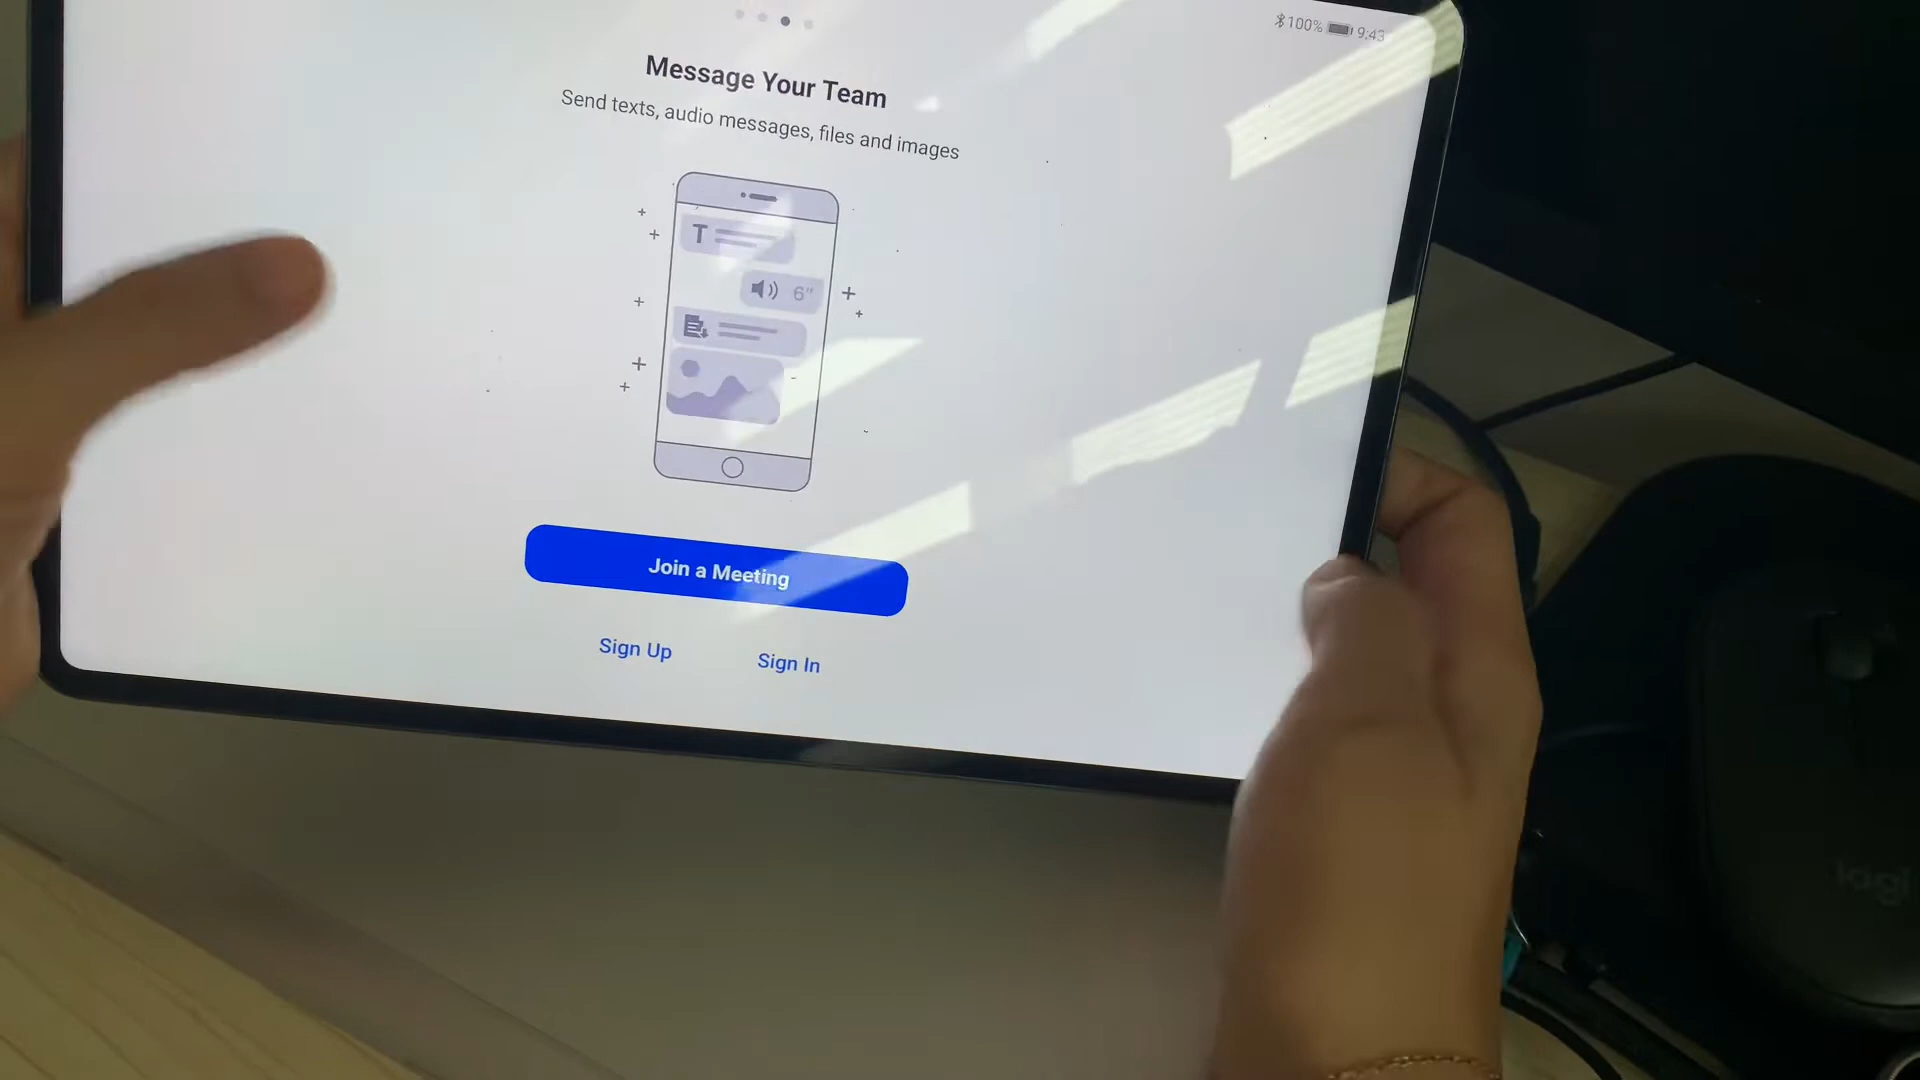 100% 9:43
Message Your Team
Send texts, audio messages, files and images
T
6"
Join a Meeting
Sign Up Sign In